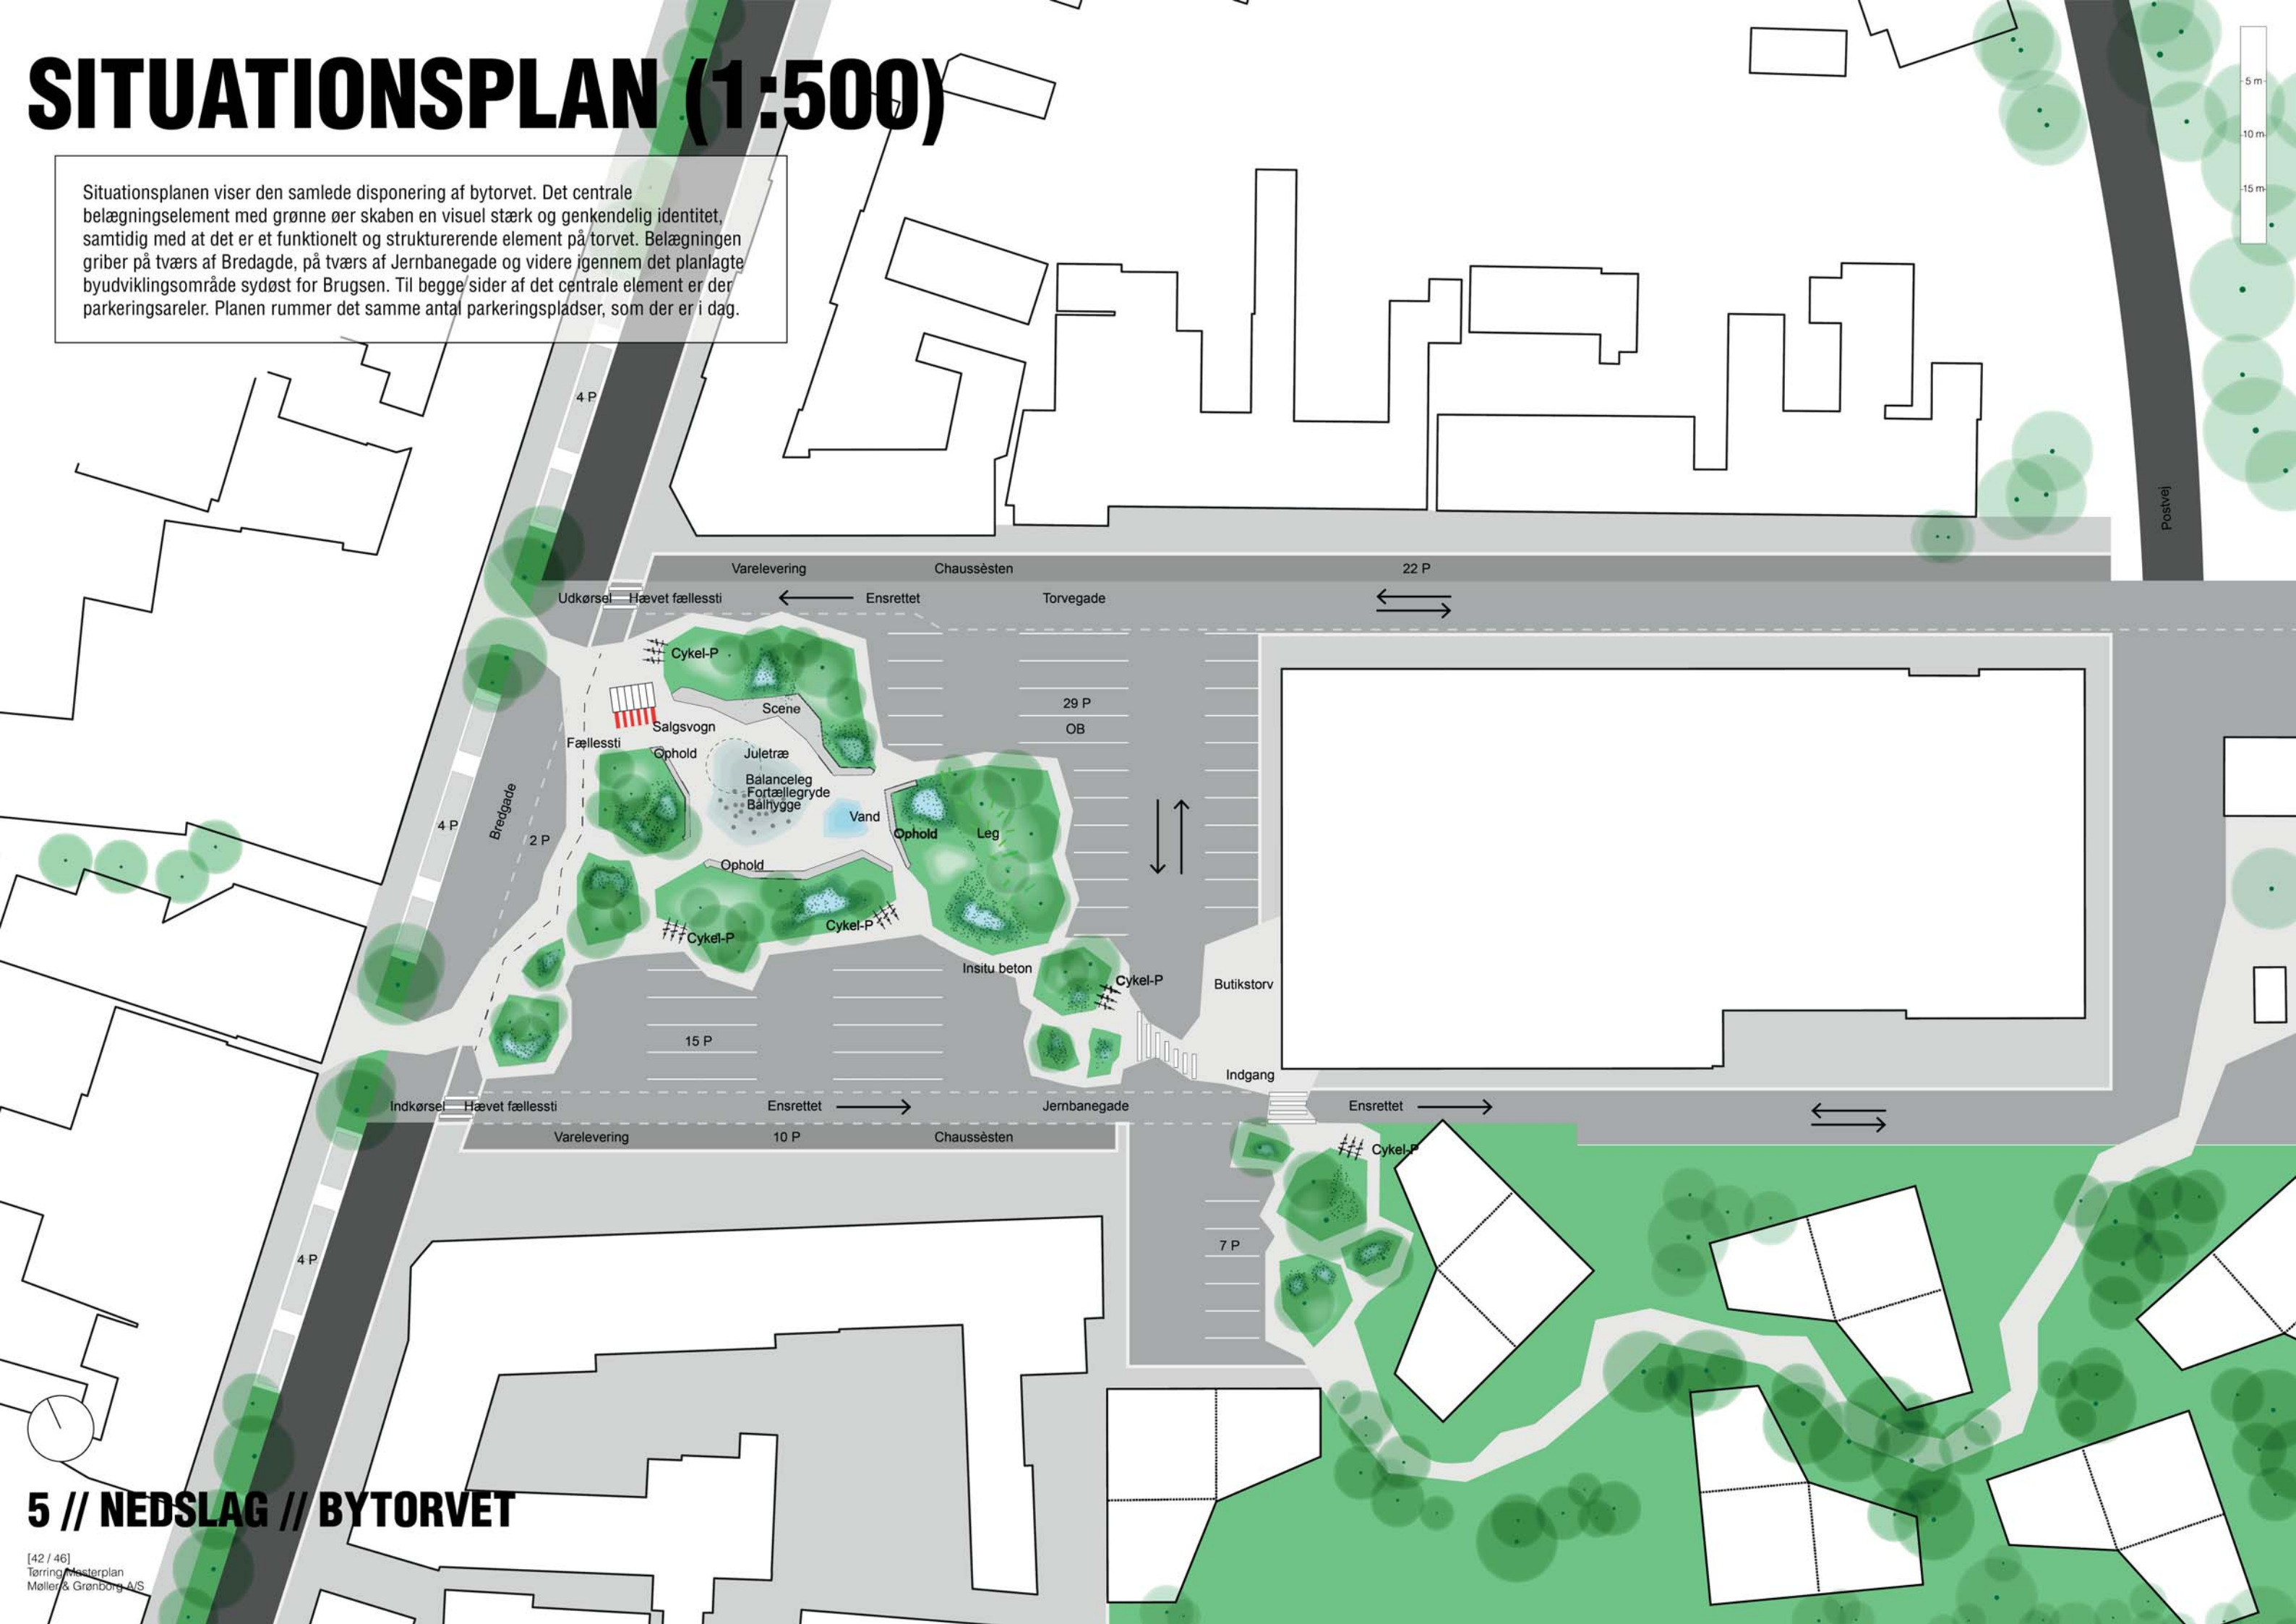 SITUATIONSPLAN (1:500)
Situationsplanen viser den samlede disponering af bytorvet. Det centrale
belægningselement med grønne øer skaben en visuel stærk og genkendelig identitet,
samtidig med at det er et funktionelt og strukturerende element på torvet. Belægningen
griber på tværs af Bredagde, på tværs af Jernbanegade og videre igennem det planlagte
byudviklingsområde sydøst for Brugsen. Til begge sider af det centrale element er der
parkeringsareler. Planen rummer det samme antal parkeringspladser, som der er i dag.
5 m
10 m
15 m
4 P
Postvej
Varelevering
Chaussèsten
22 P
Udkørsel
Hævet fællessti
Ensrettet
Torvegade
Cykel-P
Scene
29 P
OB
Salgsvogn
Fællessti
Ophold
Juletræ
Balanceleg
Fortællegryde
Bålhygge
Vand
Ophold
Leg
Bredgade
4 P
2 P
Ophold
Cykel-P
Cykel-P
Insitu beton
Cykel-P
Butikstorv
15 P
Indgang
Indkørsel
Hævet fællessti
Ensrettet
Jernbanegade
Ensrettet
Varelevering
10 P
Chaussèsten
Cykel-P
7 P
4 P
5 // NEDSLAG // BYTORVET
[42 / 46]
Tørring Masterplan
Møller & Grønborg A/S